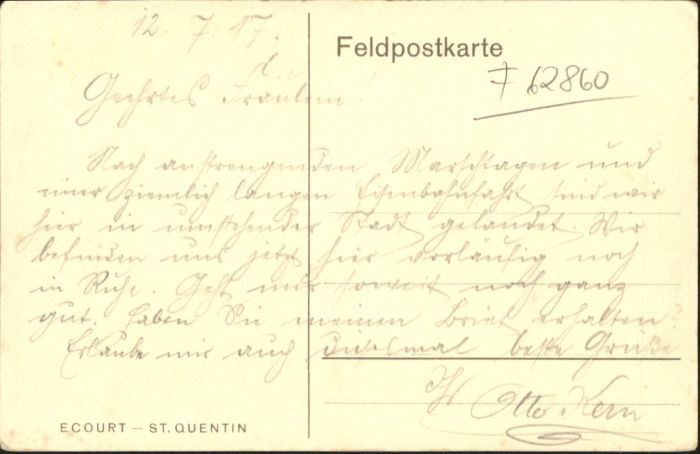 12. 7. 17.
Feldpostkarte
F 62860
Geehrtes Fräulein!
Nach anstrengenden Marschtagen und
einer ziemlich langen Eisenbahnfahrt sind wir
hier in umstehender Stadt gelandet. Wir
befinden uns jetzt hier vorläufig noch
in Ruhe. Geht mir soweit noch ganz
gut. Haben Sie meinen Brief erhalten?
Erlaube mir auch diesesmal beste Grüße
Otto Kern
ECOURT — ST. QUENTIN